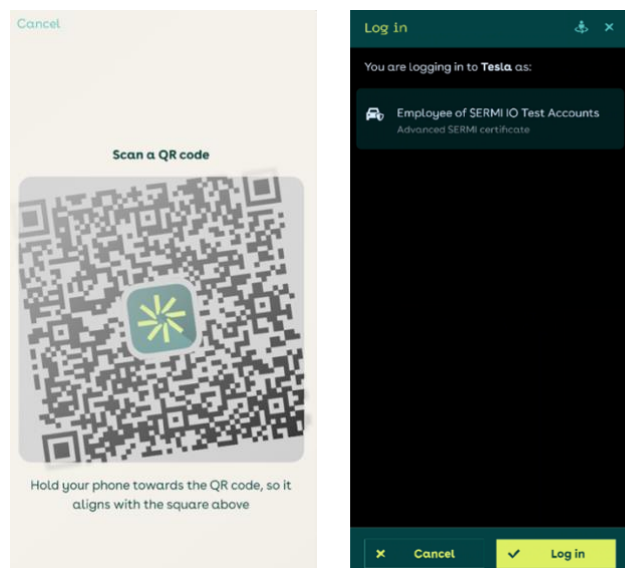 Cancel
Scan a QR code
Hold your phone towards the QR code, so it
aligns with the square above
Log in
You are logging in to Tesla as:
Employee of SERMI IO Test Accounts
Advanced SERMI certificate
Cancel
Log in